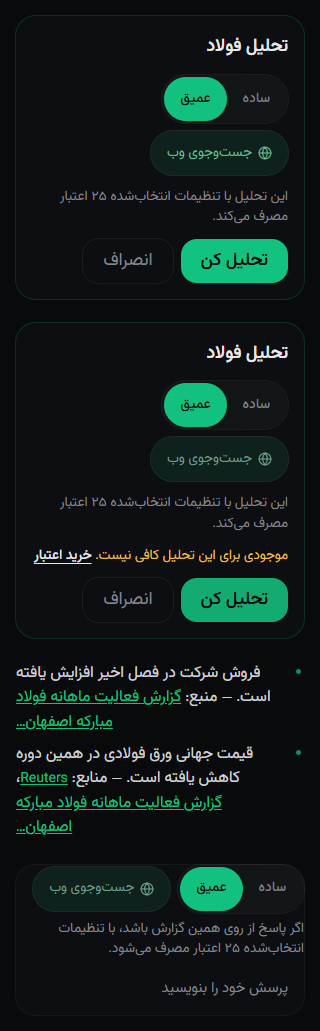 تحلیل فولاد
ساده عمیق
جست‌وجوی وب
این تحلیل با تنظیمات انتخاب‌شده ۲۵ اعتبار
مصرف می‌کند.
تحلیل کن انصراف
تحلیل فولاد
ساده عمیق
جست‌وجوی وب
این تحلیل با تنظیمات انتخاب‌شده ۲۵ اعتبار
مصرف می‌کند.
موجودی برای این تحلیل کافی نیست. خرید اعتبار
تحلیل کن انصراف
فروش شرکت در فصل اخیر افزایش یافته
است. — منبع: گزارش فعالیت ماهانه فولاد
مبارکه اصفهان…
قیمت جهانی ورق فولادی در همین دوره
کاهش یافته است. — منابع: Reuters،
گزارش فعالیت ماهانه فولاد مبارکه
اصفهان…
ساده عمیق جست‌وجوی وب
اگر پاسخ از روی همین گزارش باشد، با تنظیمات
انتخاب‌شده ۲۵ اعتبار مصرف می‌شود.
پرسش خود را بنویسید